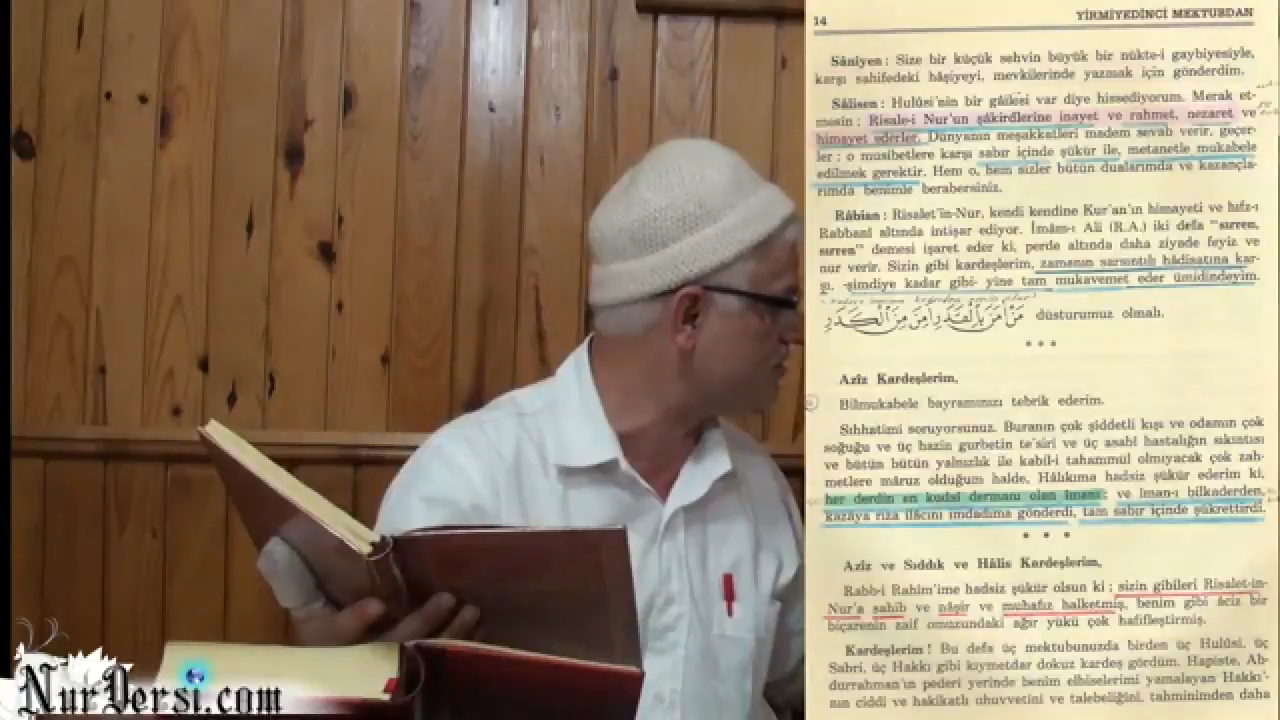 14 YİRMİYEDİNCİ MEKTUBDAN
Sâniyen: Size bir küçük sehvin büyük bir nükte-i gaybiyesiyle,
karşı sahifedeki hâşiyeyi, mevkilerinde yazmak için gönderdim.
Sâlisen: Hulûsi'nin bir gâilesi var diye hissediyorum. Merak et-
mesin: Risale-i Nur'un şâkirdlerine inayet ve rahmet, nezaret ve
himayet ederler. Dünyanın meşakkatleri madem sevab verir, geçer-
ler; o musibetlere karşı sabır içinde şükür ile, metanetle mukabele
edilmek gerektir. Hem o, hem sizler bütün dualarımda ve kazançla-
rımda benimle berabersiniz.
Râbian: Risalet'in-Nur, kendi kendine Kur'an'ın himayeti ve hıfz-ı
Rabbanî altında intişar ediyor. İmâm-ı Ali (R.A.) iki defa "sırren,
sırren" demesi işaret eder ki, perde altında daha ziyade feyiz ve
nur verir. Sizin gibi kardeşlerim, zamanın sarsıntılı hâdisatına kar-
şı, -şimdiye kadar gibi- yine tam mukavemet eder ümidindeyim.
مَنْ اٰمَنَ بِالْقَدَرِ اَمِنَ مِنَ الْكَدَرِ düsturumuz olmalı.
* * *
Azîz Kardeşlerim,
Bilmukabele bayramınızı tebrik ederim.
Sıhhatimi soruyorsunuz. Buranın çok şiddetli kışı ve odamın çok
soğuğu ve üç hazin gurbetin te'siri ve üç asabî hastalığın sıkıntısı
ve bütün bütün yalnızlık ile kabil-i tahammül olmıyacak çok zah-
metlere mâruz olduğum halde, Hâlıkıma hadsiz şükür ederim ki,
her derdin en kudsî dermanı olan imanı; ve iman-ı bilkaderden,
kazâya rıza ilâcını imdadıma gönderdi, tam sabır içinde şükrettirdi.
* * *
Azîz ve Sıddık ve Hâlis Kardeşlerim,
Rabb-i Rahîm'ime hadsiz şükür olsun ki; sizin gibileri Risalet-in-
Nur'a sahib ve nâşir ve muhafız halketmiş, benim gibi âciz bir
biçarenin zaif omuzundaki ağır yükü çok hafifleştirmiş.
Kardeşlerim! Bu defa üç mektubunuzda birden üç Hulûsi, üç
Sabri, üç Hakkı gibi kıymetdar dokuz kardeş gördüm. Hapiste, Ab-
durrahman'ın pederi yerinde benim elbiselerimi yamalayan Hakkı'-
nın ciddî ve hakikatlı uhuvvetini ve talebeliğini, tahminimden daha
NurDersi.com